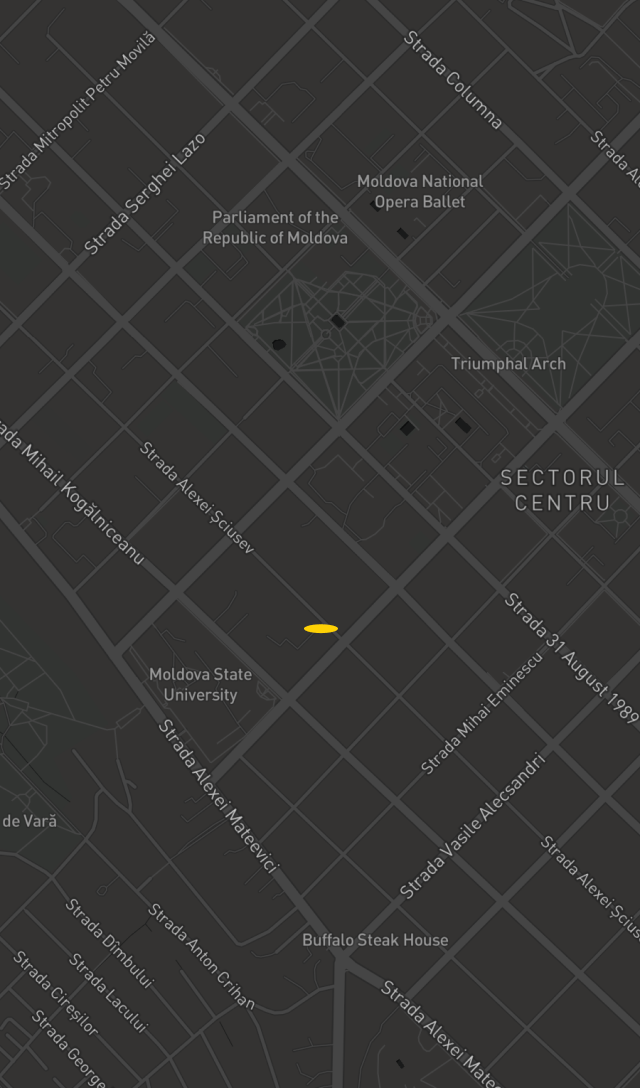 Strada Mitropolit Petru Movilă
Strada Columna
Strada Serghei Lazo
Strada Al
Moldova National
Opera Ballet
Parliament of the
Republic of Moldova
Triumphal Arch
SECTORUL
CENTRU
ada Mihail Kogălniceanu
Strada Alexei Șciusev
Strada 31 August 1989
Strada Mihai Eminescu
Moldova State
University
Strada Alexei Mateevici
Strada Vasile Alecsandri
de Vară
Strada Alexei Șcius
Strada Dîmbului
Strada Anton Crihan
Buffalo Steak House
Strada Cireșilor
Strada Lacului
Strada George
Strada Alexei Mate